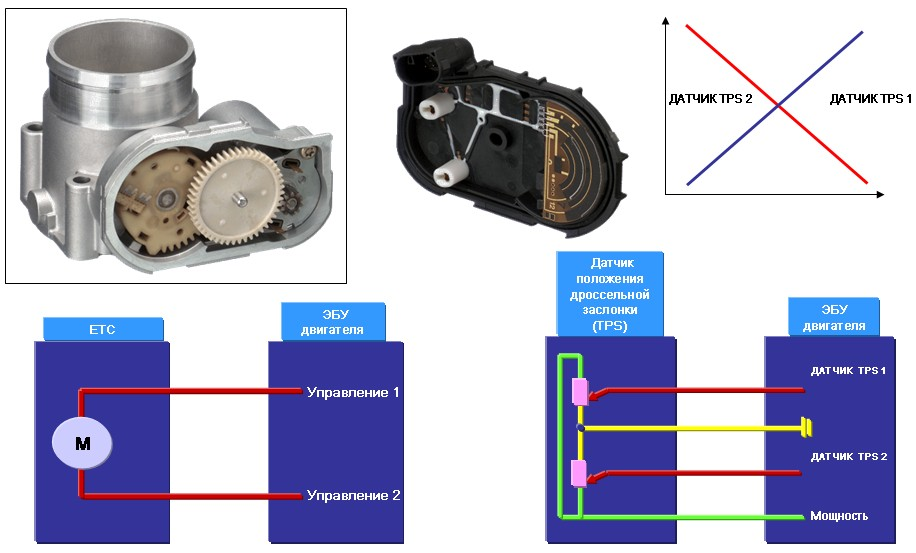 ДАТЧИК TPS 2
ДАТЧИК TPS 1
ETC
ЭБУ
двигателя
Управление 1
M
Управление 2
Датчик
положения
дроссельной
заслонки
(TPS)
ЭБУ
двигателя
ДАТЧИК TPS 1
ДАТЧИК TPS 2
Мощность